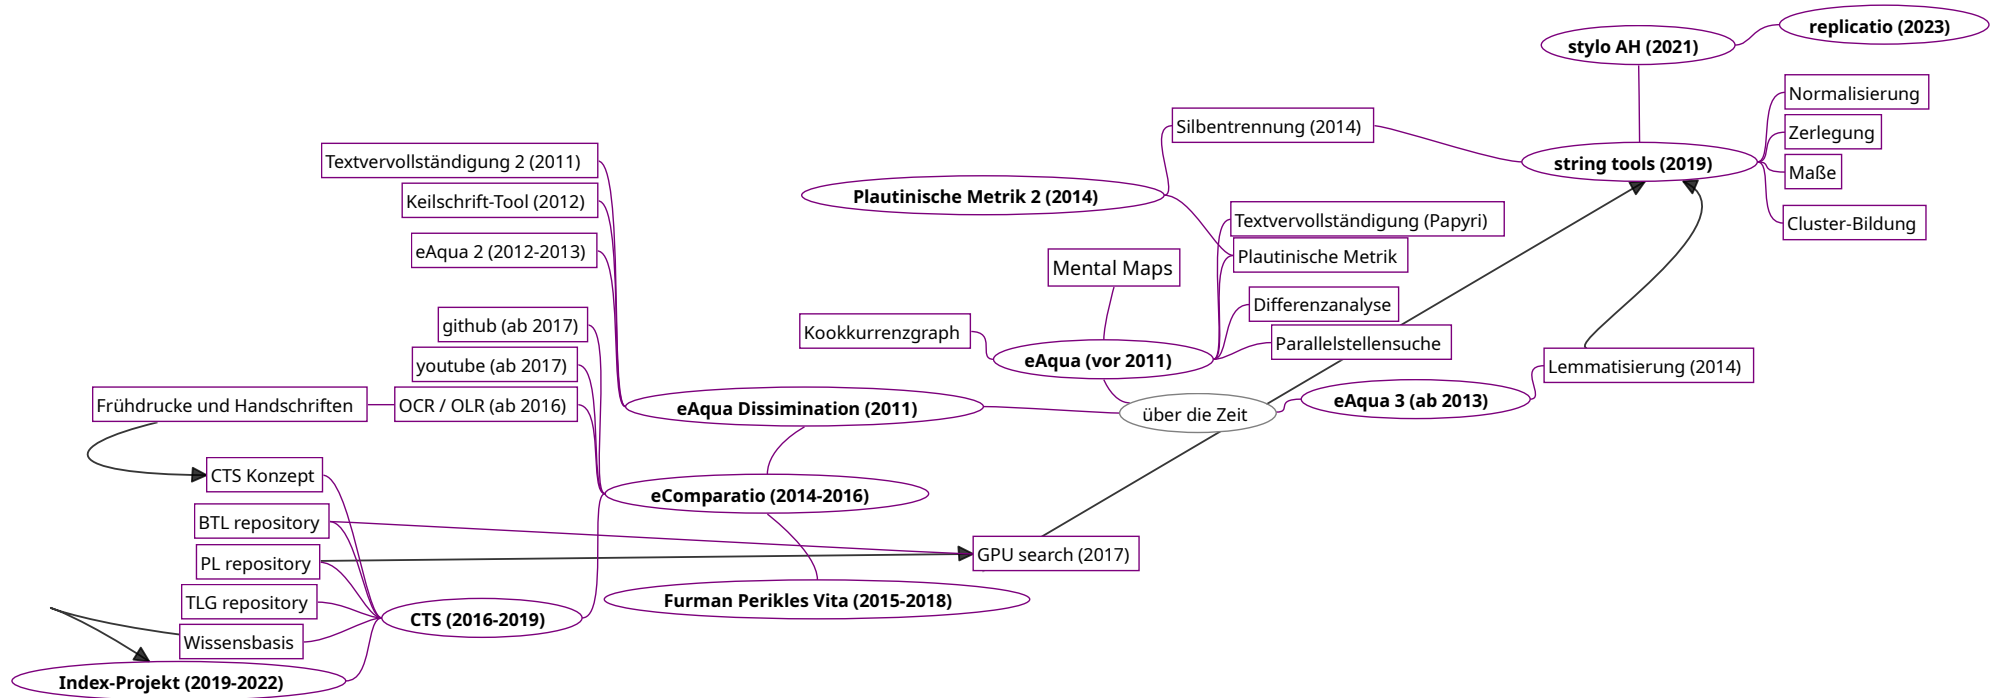 replicatio (2023)
stylo AH (2021)
Normalisierung
Silbentrennung (2014)
Zerlegung
Textvervollständigung 2 (2011)
string tools (2019)
Maße
Keilschrift-Tool (2012)
Plautinische Metrik 2 (2014)
Textvervollständigung (Papyri)
Cluster-Bildung
eAqua 2 (2012-2013)
Plautinische Metrik
Mental Maps
Differenzanalyse
github (ab 2017)
Kookkurrenzgraph
Parallelstellensuche
eAqua (vor 2011)
youtube (ab 2017)
Lemmatisierung (2014)
Frühdrucke und Handschriften
OCR / OLR (ab 2016)
eAqua Dissimination (2011)
über die Zeit
eAqua 3 (ab 2013)
CTS Konzept
eComparatio (2014-2016)
BTL repository
PL repository
GPU search (2017)
TLG repository
Furman Perikles Vita (2015-2018)
CTS (2016-2019)
Wissensbasis
Index-Projekt (2019-2022)